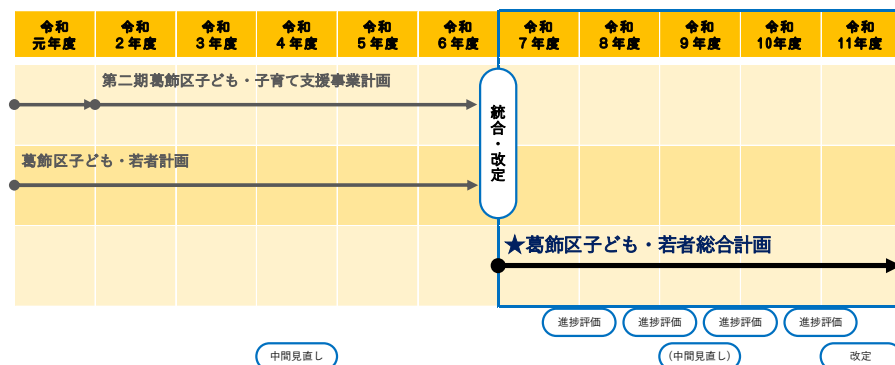 令和
元年度
令和
2年度
令和
3年度
令和
4年度
令和
5年度
令和
6年度
令和
7年度
令和
8年度
令和
9年度
令和
10年度
令和
11年度
第二期葛飾区子ども・子育て支援事業計画
葛飾区子ども・若者計画
統合・改定
★葛飾区子ども・若者総合計画
進捗評価
進捗評価
進捗評価
進捗評価
中間見直し
(中間見直し)
改定